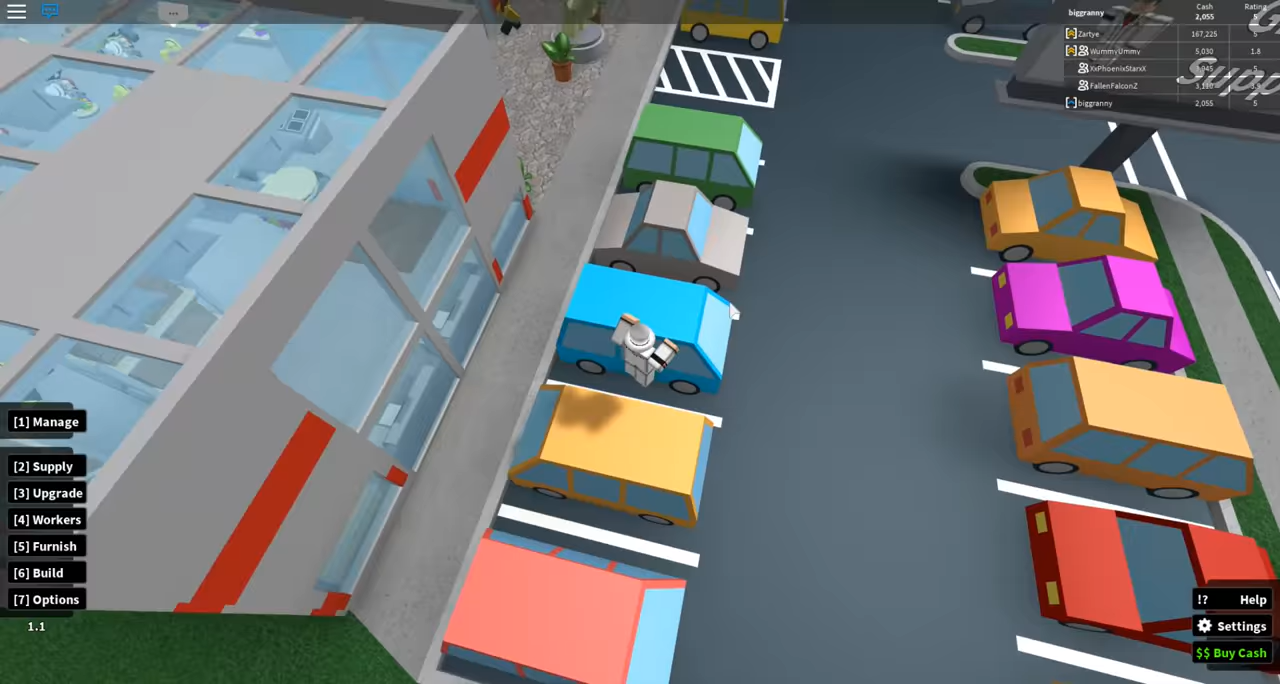 biggranny
Cash
2,055
Rating
5
Zartye 167,225 5
WummyUmmy 5,030 1.8
XxPhoenixStarxX 5
FallenFalconZ
biggranny 2,055 5
Supp
[1] Manage
[2] Supply
[3] Upgrade
[4] Workers
[5] Furnish
[6] Build
[7] Options
1.1
!? Help
Settings
$$ Buy Cash